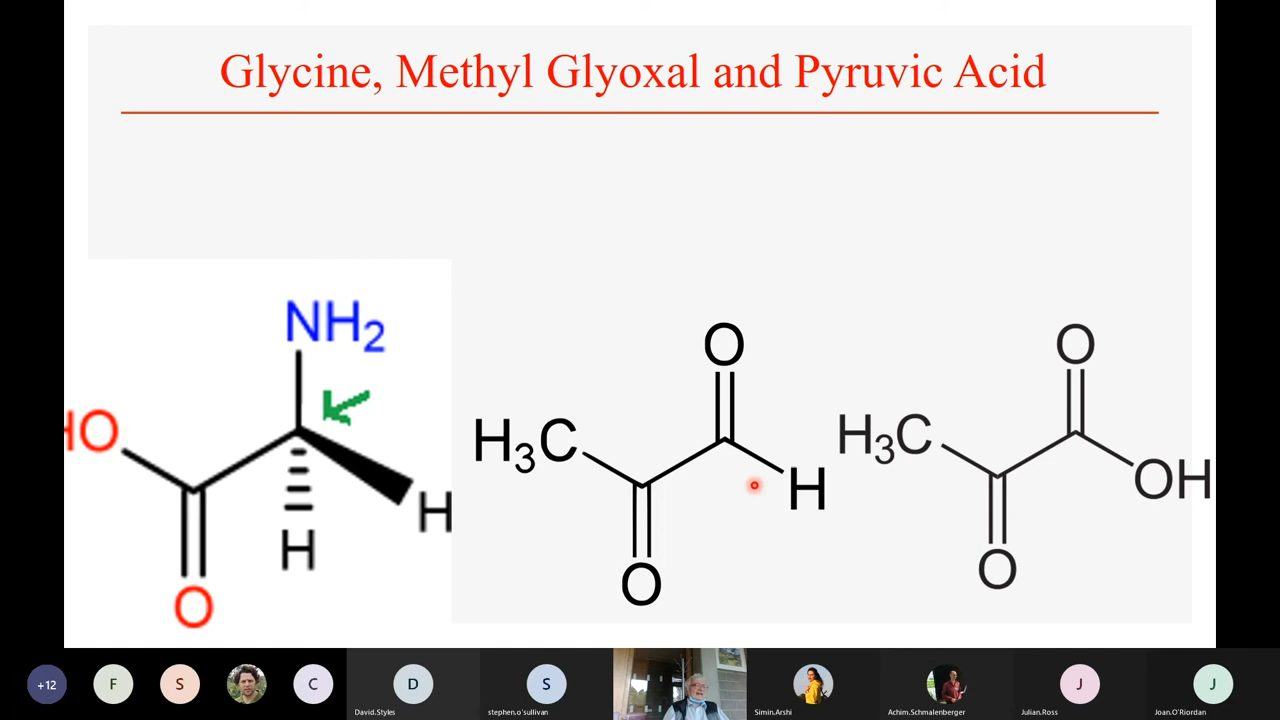 Glycine, Methyl Glyoxal and Pyruvic Acid
NH2
HO
H
H
O
O
H3C
H
O
O
H3C
OH
O
+12
F
S
C
D
David.Styles
S
stephen.o'sullivan
Simin.Arshi
Achim.Schmalenberger
J
Julian.Ross
J
Joan.O'Riordan